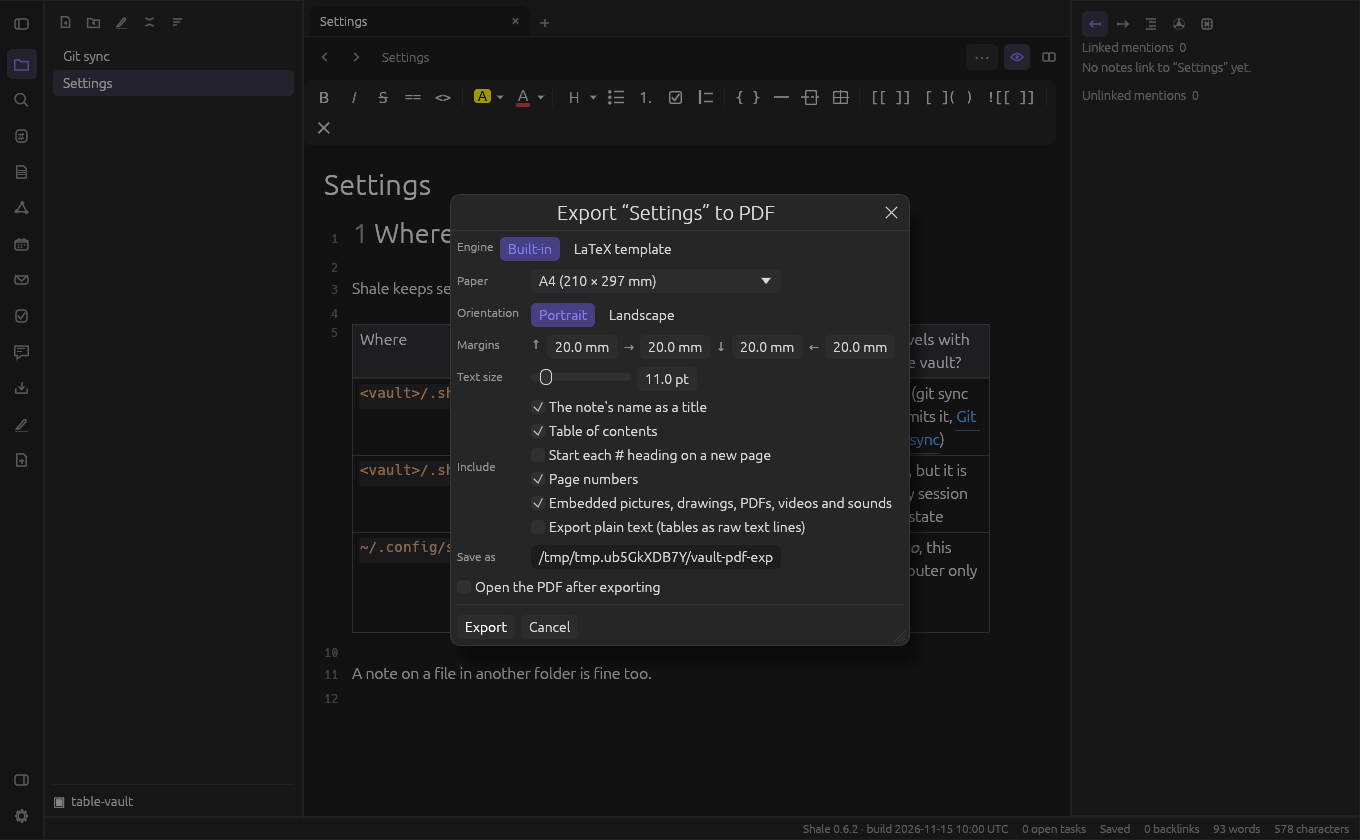 Settings
Git sync
Settings
Settings
B I S == <> A A H 1. { } [[ ]] [ ]( ) ![[ ]]
Linked mentions 0
No notes link to “Settings” yet.
Unlinked mentions 0
Settings
1 1 Where
2
3 Shale keeps se
4
5 Where
vels with
e vault?
<vault>/.sh
(git sync
mits it, Git
sync)
<vault>/.sh
, but it is
y session
state
~/.config/s
o, this
outer only
10
11 A note on a file in another folder is fine too.
12
Export “Settings” to PDF
Engine Built-in LaTeX template
Paper A4 (210 × 297 mm)
Orientation Portrait Landscape
Margins ↑ 20.0 mm → 20.0 mm ↓ 20.0 mm ← 20.0 mm
Text size 11.0 pt
The note's name as a title
Table of contents
Start each # heading on a new page
Include
Page numbers
Embedded pictures, drawings, PDFs, videos and sounds
Export plain text (tables as raw text lines)
Save as /tmp/tmp.ub5GkXDB7Y/vault-pdf-exp
Open the PDF after exporting
Export Cancel
table-vault
Shale 0.6.2 · build 2026-11-15 10:00 UTC 0 open tasks Saved 0 backlinks 93 words 578 characters